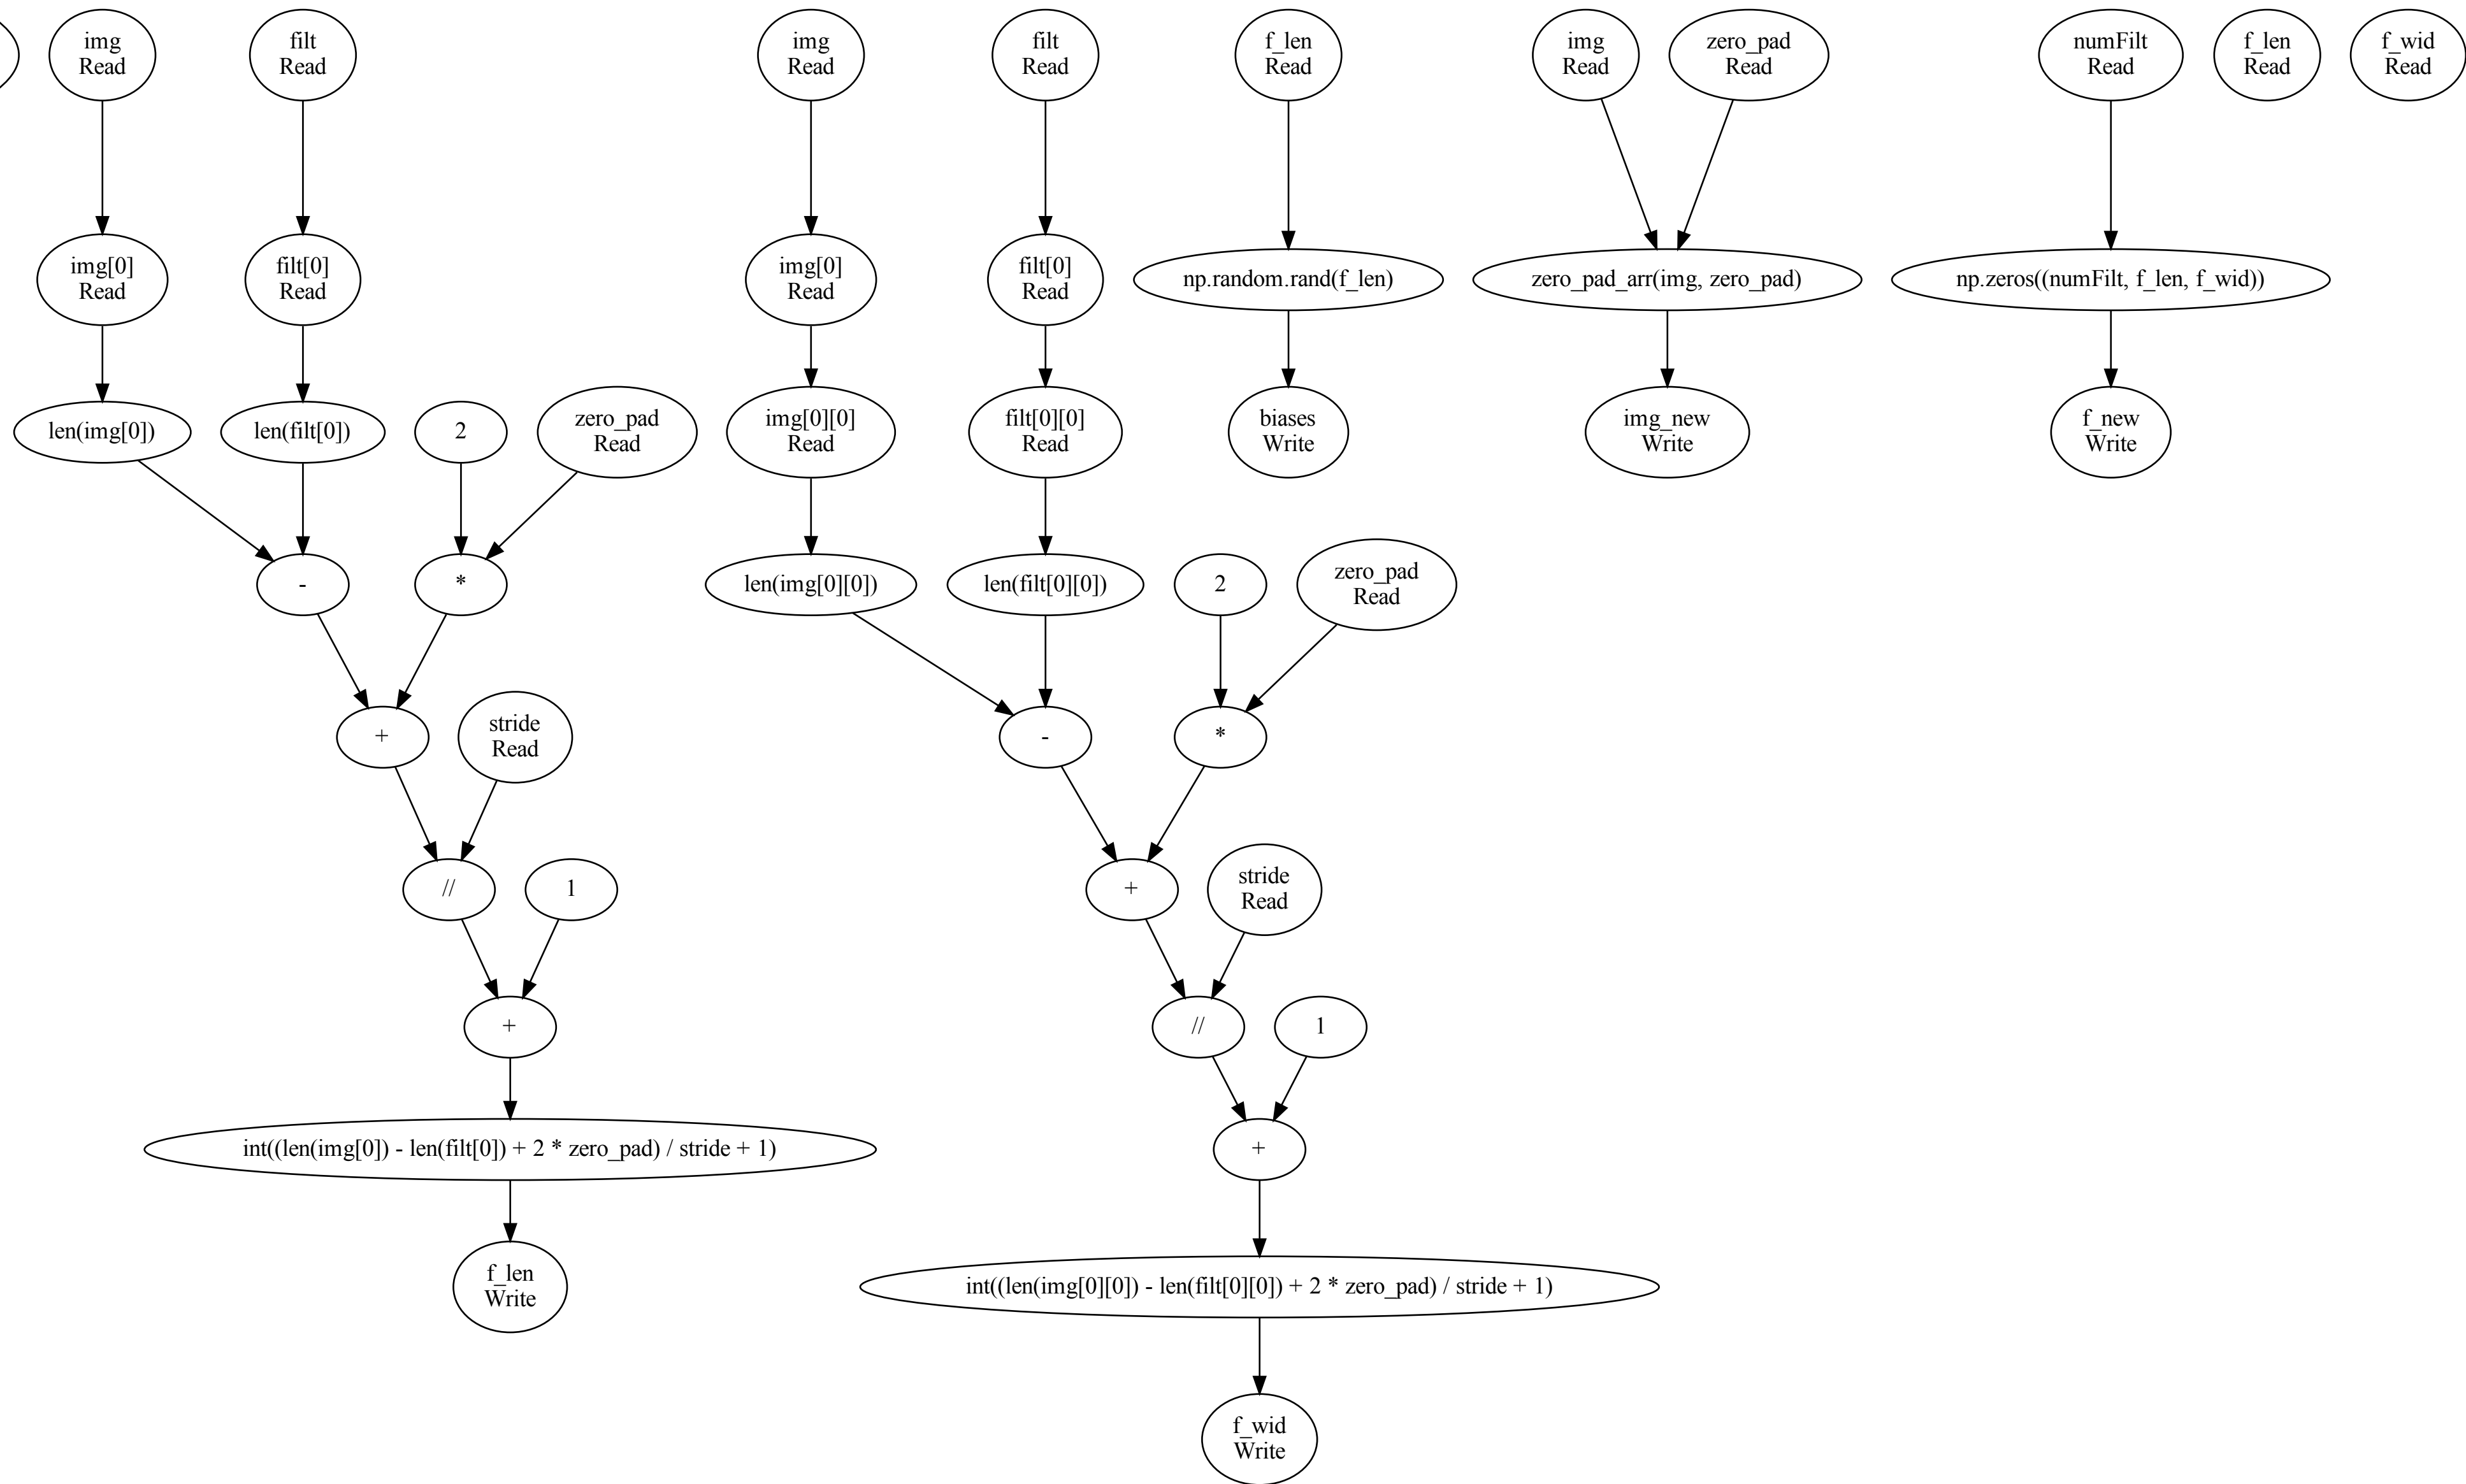 img
Read
filt
Read
img
Read
filt
Read
f_len
Read
img
Read
zero_pad
Read
numFilt
Read
f_len
Read
f_wid
Read
img[0]
Read
filt[0]
Read
img[0]
Read
filt[0]
Read
np.random.rand(f_len)
zero_pad_arr(img, zero_pad)
np.zeros((numFilt, f_len, f_wid))
len(img[0])
len(filt[0])
2
zero_pad
Read
img[0][0]
Read
filt[0][0]
Read
biases
Write
img_new
Write
f_new
Write
-
*
len(img[0][0])
len(filt[0][0])
2
zero_pad
Read
+
stride
Read
-
*
//
1
+
stride
Read
+
//
1
int((len(img[0]) - len(filt[0]) + 2 * zero_pad) / stride + 1)
+
f_len
Write
int((len(img[0][0]) - len(filt[0][0]) + 2 * zero_pad) / stride + 1)
f_wid
Write